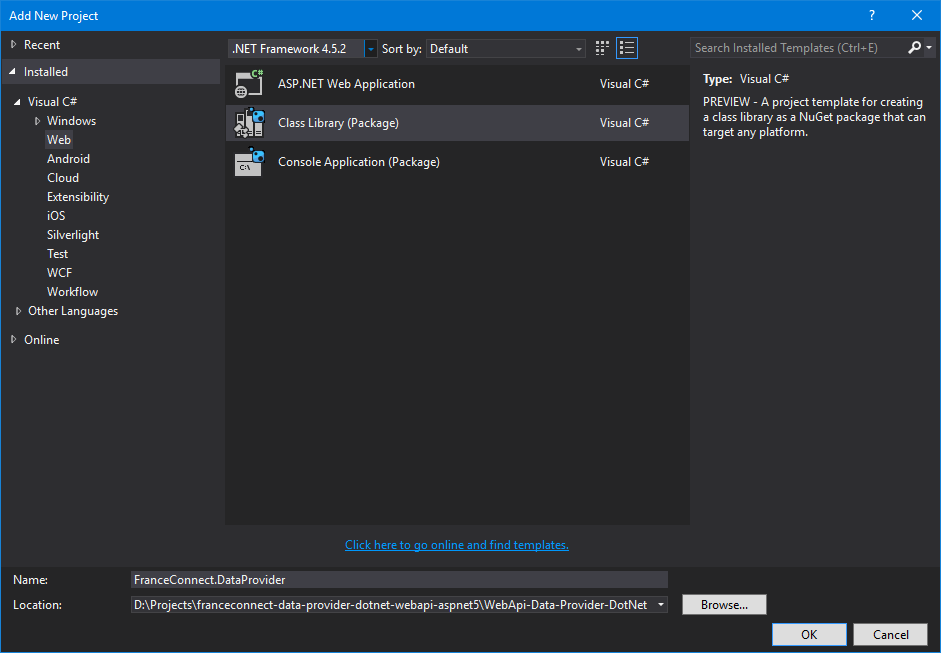 Add New Project
?
Recent
Installed
Visual C#
Windows
Web
Android
Cloud
Extensibility
iOS
Silverlight
Test
WCF
Workflow
Other Languages
Online
.NET Framework 4.5.2 Sort by: Default
C# ASP.NET Web Application Visual C#
Class Library (Package) Visual C#
C:\ Console Application (Package) Visual C#
Click here to go online and find templates.
Search Installed Templates (Ctrl+E)
Type: Visual C#
PREVIEW - A project template for creating
a class library as a NuGet package that can
target any platform.
Name: FranceConnect.DataProvider
Location: D:\Projects\franceconnect-data-provider-dotnet-webapi-aspnet5\WebApi-Data-Provider-DotNet Browse...
OK Cancel